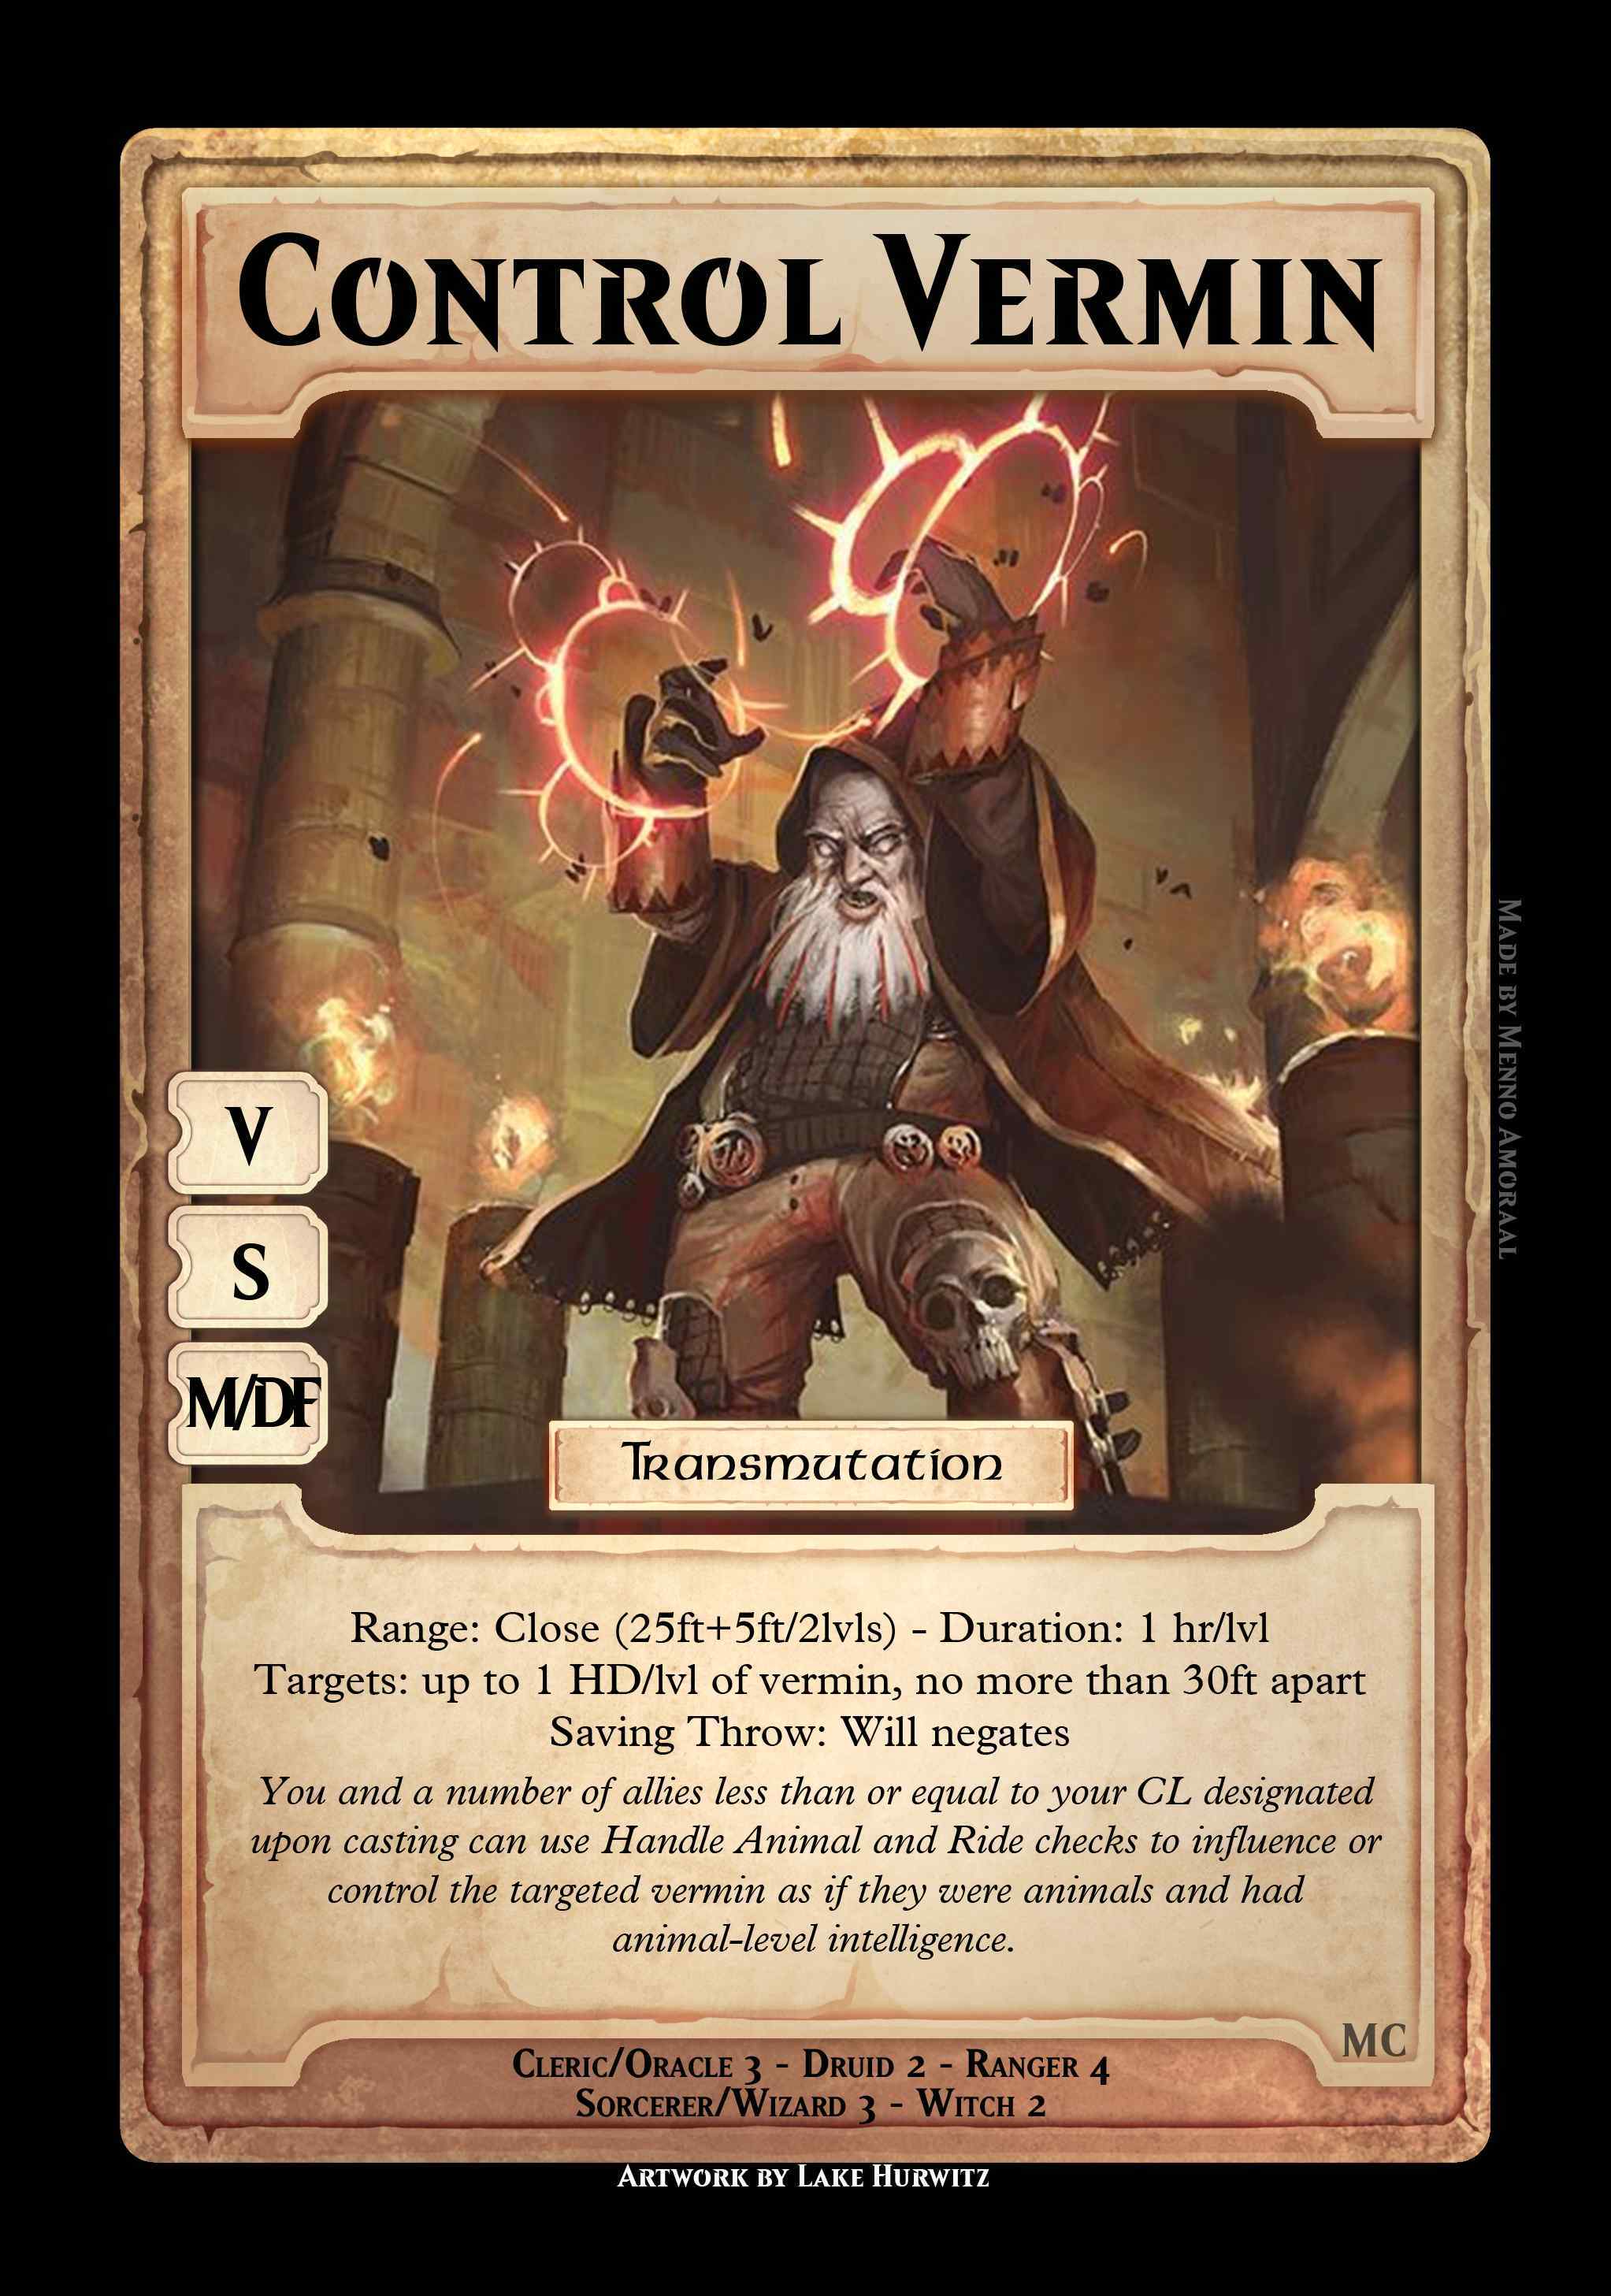 Control Vermin
V
S
M/DF
Transmutation
Range: Close (25ft+5ft/2lvls) - Duration: 1 hr/lvl
Targets: up to 1 HD/lvl of vermin, no more than 30ft apart
Saving Throw: Will negates
You and a number of allies less than or equal to your CL designated
upon casting can use Handle Animal and Ride checks to influence or
control the targeted vermin as if they were animals and had
animal-level intelligence.
MC
Cleric/Oracle 3 - Druid 2 - Ranger 4
Sorcerer/Wizard 3 - Witch 2
Artwork by Lake Hurwitz
Made by Menno Amoraal